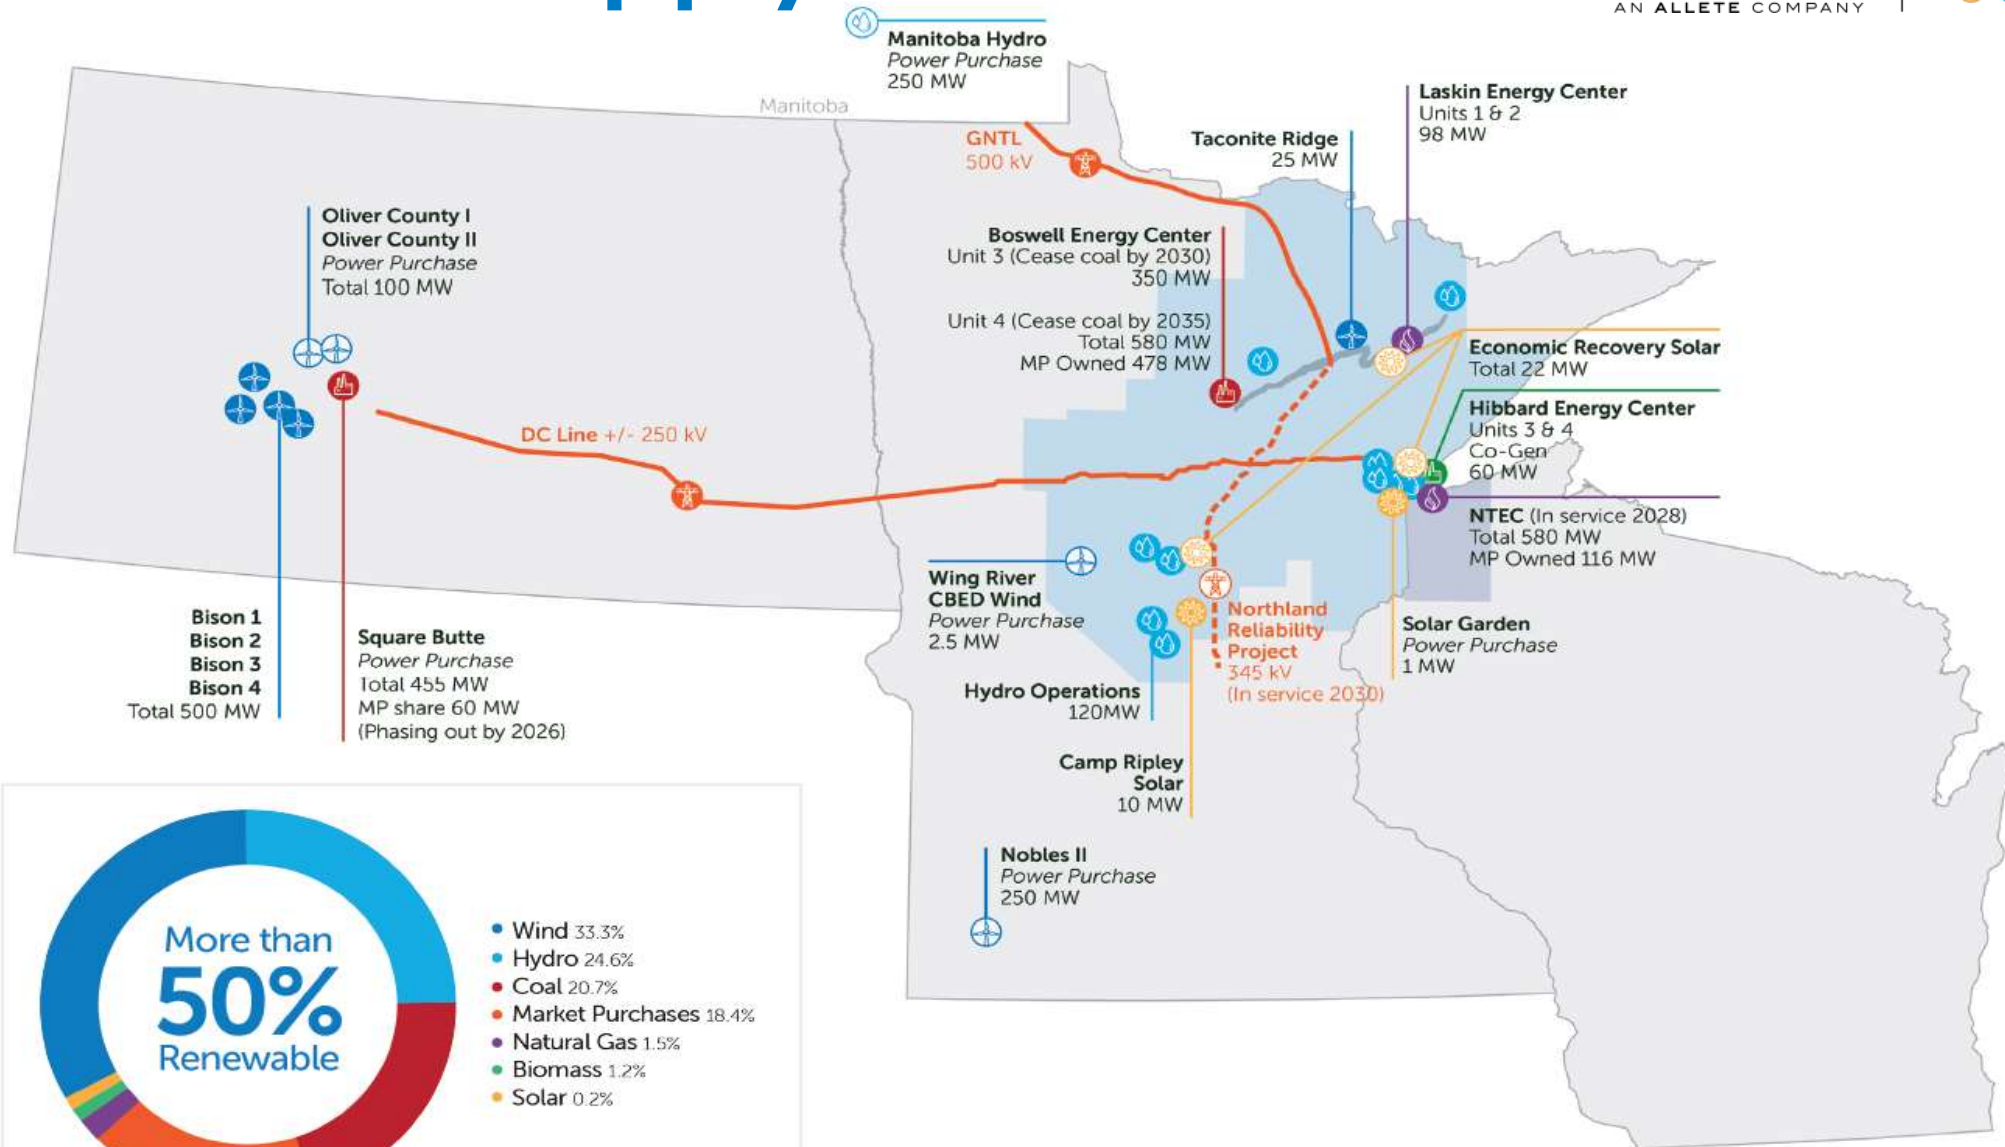 AN ALLETE COMPANY
Manitoba Hydro
Power Purchase
250 MW
Manitoba
GNTL
500 kV
Taconite Ridge
25 MW
Laskin Energy Center
Units 1 & 2
98 MW
Oliver County I
Oliver County II
Power Purchase
Total 100 MW
Boswell Energy Center
Unit 3 (Cease coal by 2030)
350 MW
Unit 4 (Cease coal by 2035)
Total 580 MW
MP Owned 478 MW
Economic Recovery Solar
Total 22 MW
Hibbard Energy Center
Units 3 & 4
Co-Gen
60 MW
DC Line +/- 250 kV
NTEC (In service 2028)
Total 580 MW
MP Owned 116 MW
Wing River
CBED Wind
Power Purchase
2.5 MW
Northland
Reliability
Project
345 kV
(In service 2030)
Solar Garden
Power Purchase
1 MW
Bison 1
Bison 2
Bison 3
Bison 4
Total 500 MW
Square Butte
Power Purchase
Total 455 MW
MP share 60 MW
(Phasing out by 2026)
Hydro Operations
120MW
Camp Ripley
Solar
10 MW
Nobles II
Power Purchase
250 MW
More than
50%
Renewable
Wind 33.3%
Hydro 24.6%
Coal 20.7%
Market Purchases 18.4%
Natural Gas 1.5%
Biomass 1.2%
Solar 0.2%